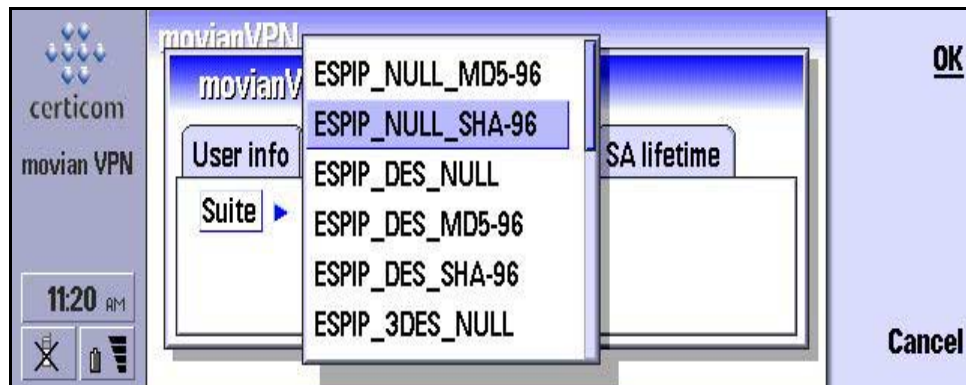 certicom
movian VPN
11:20 AM
movianVPN
movianV
User info
SA lifetime
Suite
ESPIP_NULL_MD5-96
ESPIP_NULL_SHA-96
ESPIP_DES_NULL
ESPIP_DES_MD5-96
ESPIP_DES_SHA-96
ESPIP_3DES_NULL
OK
Cancel